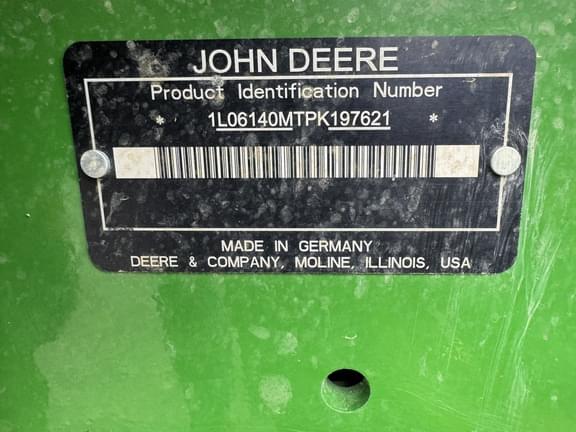 JOHN DEERE
Product Identification Number
* 1L06140MTPK197621 *
MADE IN GERMANY
DEERE & COMPANY, MOLINE, ILLINOIS, USA